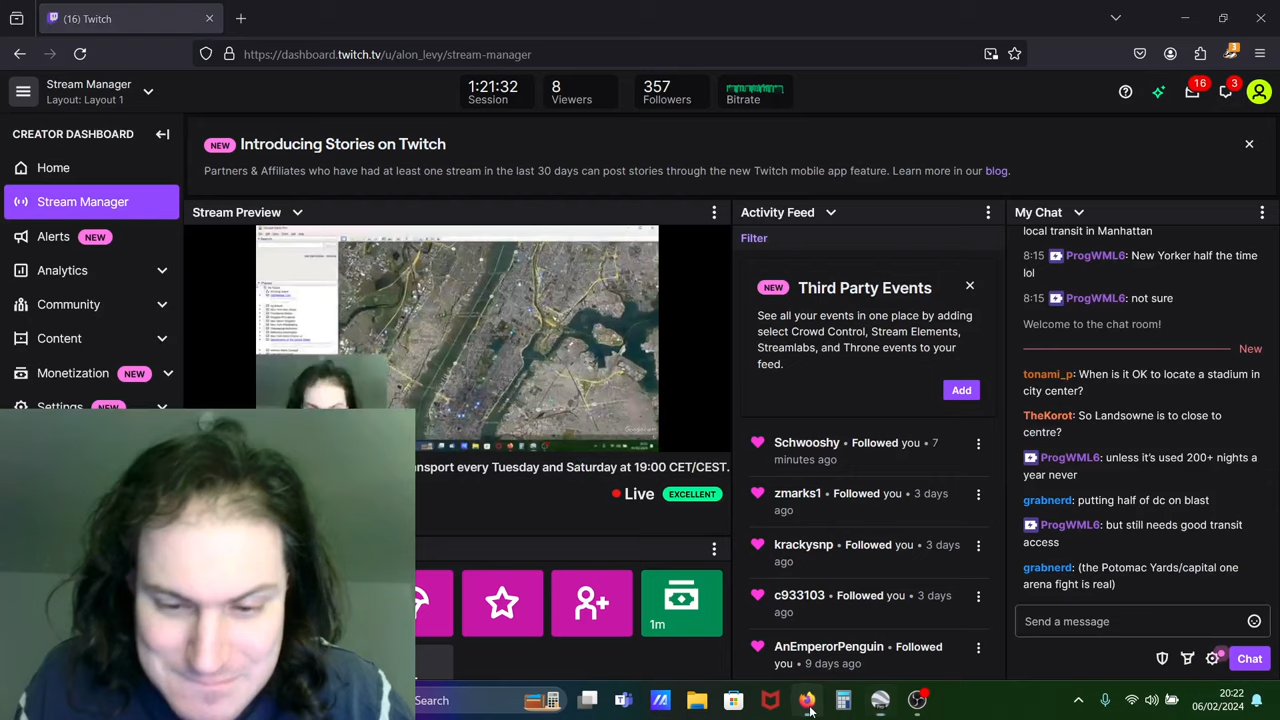 (16) Twitch
https://dashboard.twitch.tv/u/alon_levy/stream-manager
Stream Manager
Layout: Layout 1
1:21:32
Session
8
Viewers
357
Followers
Bitrate
16
3
CREATOR DASHBOARD
Home
Stream Manager
Alerts NEW
Analytics
Community
Content
Monetization NEW
Settings NEW
NEW Introducing Stories on Twitch
Partners & Affiliates who have had at least one stream in the last 30 days can post stories through the new Twitch mobile app feature. Learn more in our blog.
Stream Preview
ansport every Tuesday and Saturday at 19:00 CET/CEST.
Live EXCELLENT
1m
Activity Feed
Filter
NEW Third Party Events
See all your events in one place by adding
Streamlabs and Throne events to your
feed.
Add
Schwooshy • Followed you • 7
minutes ago
zmarks1 • Followed you • 3 days
ago
krackysnp • Followed you • 3 days
ago
c933103 • Followed you • 3 days
ago
AnEmperorPenguin • Followed
you • 9 days ago
My Chat
local transit in Manhattan
8:15 ProgWML6: New Yorker half the time
lol
8:15 ProgWML6: for sure
Welcome to the chat
New
tonami_p: When is it OK to locate a stadium in
city center?
TheKorot: So Landsowne is to close to
centre?
ProgWML6: unless it's used 200+ nights a
year never
grabnerd: putting half of dc on blast
ProgWML6: but still needs good transit
access
grabnerd: (the Potomac Yards/capital one
arena fight is real)
Send a message
Chat
Search
20:22
06/02/2024